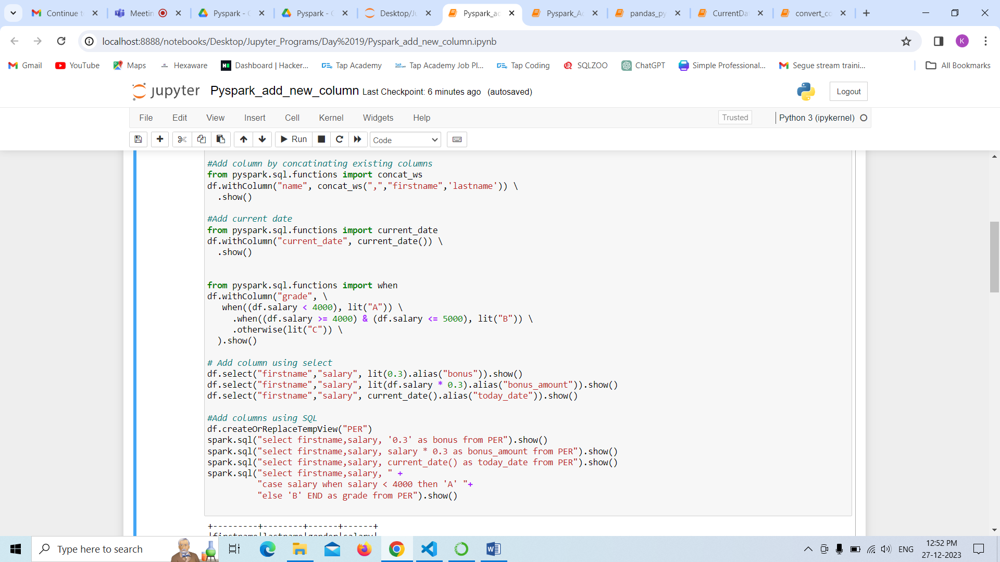 Continue t
Meetin
Pyspark - C
Pyspark - C
Desktop/Ju
Pyspark_ad
Pyspark_Ad
pandas_py
CurrentDa
convert_co
localhost:8888/notebooks/Desktop/Jupyter_Programs/Day%2019/Pyspark_add_new_column.ipynb
K
Gmail
YouTube
Maps
Hexaware
Dashboard | Hacker...
Tap Academy
Tap Academy Job Pl...
Tap Coding
SQLZOO
ChatGPT
Simple Professional...
Segue stream traini...
All Bookmarks
jupyter
Pyspark_add_new_column Last Checkpoint: 6 minutes ago (autosaved)
Logout
File
Edit
View
Insert
Cell
Kernel
Widgets
Help
Trusted
Python 3 (ipykernel)
Run
Code
#Add column by concatinating existing columns
from pyspark.sql.functions import concat_ws
df.withColumn("name", concat_ws(",","firstname",'lastname')) \
  .show()
#Add current date
from pyspark.sql.functions import current_date
df.withColumn("current_date", current_date()) \
  .show()
from pyspark.sql.functions import when
df.withColumn("grade", \
   when((df.salary < 4000), lit("A")) \
     .when((df.salary >= 4000) & (df.salary <= 5000), lit("B")) \
     .otherwise(lit("C")) \
  ).show()
# Add column using select
df.select("firstname","salary", lit(0.3).alias("bonus")).show()
df.select("firstname","salary", lit(df.salary * 0.3).alias("bonus_amount")).show()
df.select("firstname","salary", current_date().alias("today_date")).show()
#Add columns using SQL
df.createOrReplaceTempView("PER")
spark.sql("select firstname,salary, '0.3' as bonus from PER").show()
spark.sql("select firstname,salary, salary * 0.3 as bonus_amount from PER").show()
spark.sql("select firstname,salary, current_date() as today_date from PER").show()
spark.sql("select firstname,salary, " +
          "case salary when salary < 4000 then 'A' "+
          "else 'B' END as grade from PER").show()
+---------+--------+------+------+
|firstname|lastname|gender|salary|
Type here to search
ENG
12:52 PM
27-12-2023